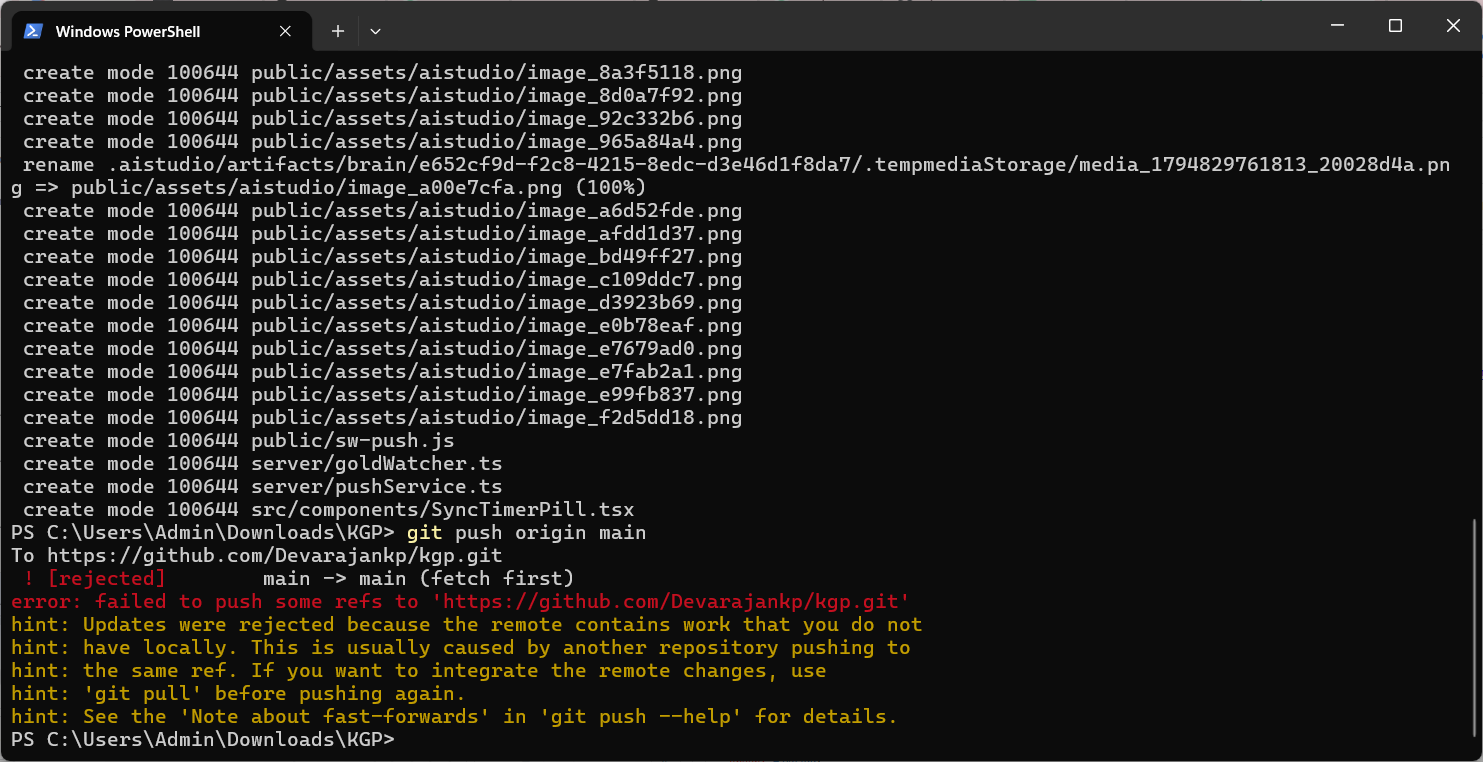 Windows PowerShell
create mode 100644 public/assets/aistudio/image_8a3f5118.png
create mode 100644 public/assets/aistudio/image_8d0a7f92.png
create mode 100644 public/assets/aistudio/image_92c332b6.png
create mode 100644 public/assets/aistudio/image_965a84a4.png
rename .aistudio/artifacts/brain/e652cf9d-f2c8-4215-8edc-d3e46d1f8da7/.tempmediaStorage/media_1794829761813_20028d4a.pn
g => public/assets/aistudio/image_a00e7cfa.png (100%)
create mode 100644 public/assets/aistudio/image_a6d52fde.png
create mode 100644 public/assets/aistudio/image_afdd1d37.png
create mode 100644 public/assets/aistudio/image_bd49ff27.png
create mode 100644 public/assets/aistudio/image_c109ddc7.png
create mode 100644 public/assets/aistudio/image_d3923b69.png
create mode 100644 public/assets/aistudio/image_e0b78eaf.png
create mode 100644 public/assets/aistudio/image_e7679ad0.png
create mode 100644 public/assets/aistudio/image_e7fab2a1.png
create mode 100644 public/assets/aistudio/image_e99fb837.png
create mode 100644 public/assets/aistudio/image_f2d5dd18.png
create mode 100644 public/sw-push.js
create mode 100644 server/goldWatcher.ts
create mode 100644 server/pushService.ts
create mode 100644 src/components/SyncTimerPill.tsx
PS C:\Users\Admin\Downloads\KGP> git push origin main
To https://github.com/Devarajankp/kgp.git
! [rejected]        main -> main (fetch first)
error: failed to push some refs to 'https://github.com/Devarajankp/kgp.git'
hint: Updates were rejected because the remote contains work that you do not
hint: have locally. This is usually caused by another repository pushing to
hint: the same ref. If you want to integrate the remote changes, use
hint: 'git pull' before pushing again.
hint: See the 'Note about fast-forwards' in 'git push --help' for details.
PS C:\Users\Admin\Downloads\KGP>